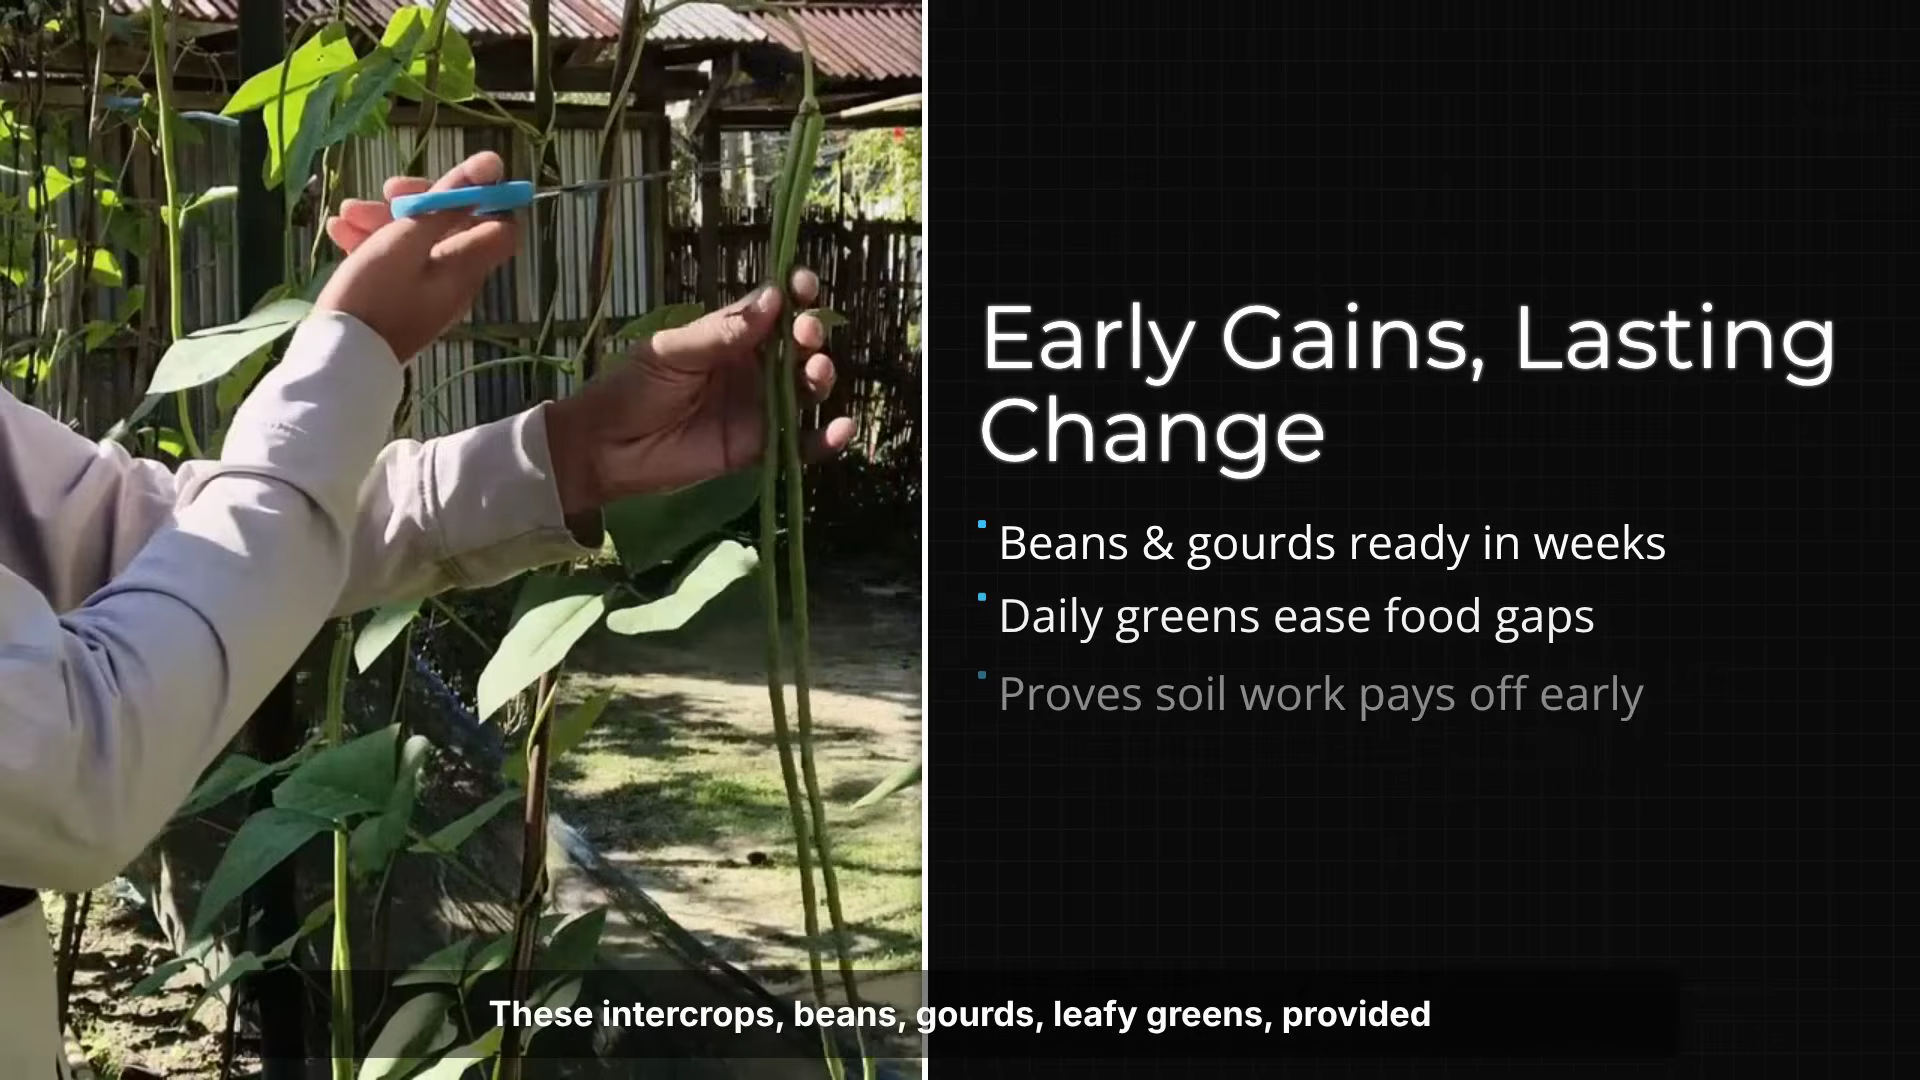 Early Gains, Lasting
Change
Beans & gourds ready in weeks
Daily greens ease food gaps
Proves soil work pays off early
These intercrops, beans, gourds, leafy greens, provided